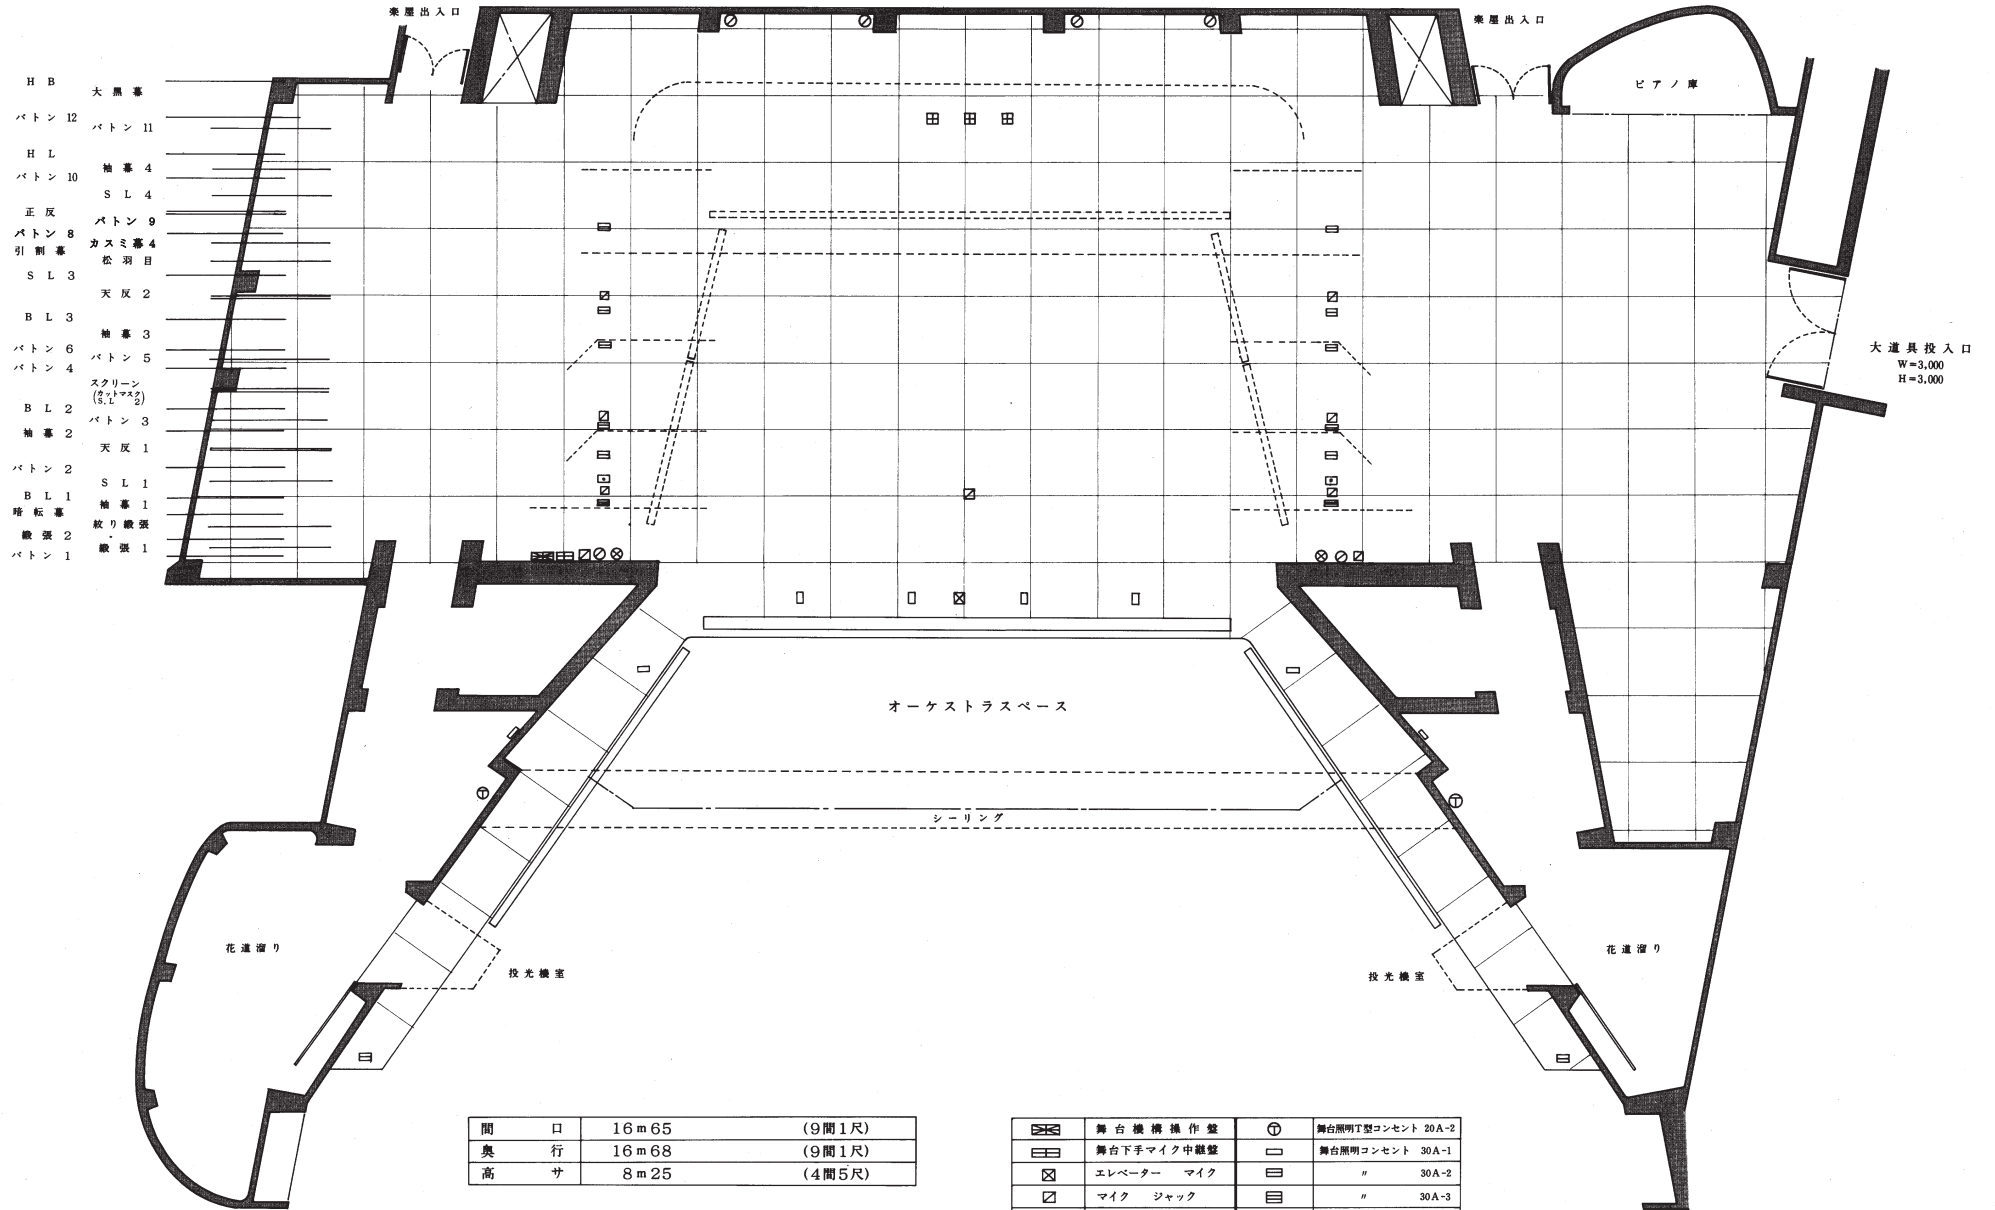 楽屋出入口
楽屋出入口
ピアノ庫
HB
大黒幕
バトン 12
バトン 11
HL
袖幕 4
バトン 10
SL 4
正反
バトン 9
バトン 8
カスミ幕 4
引割幕
松羽目
SL 3
天反 2
BL 3
袖幕 3
バトン 6
バトン 5
バトン 4
スクリーン
(カットマスク)
(S.L 2)
BL 2
バトン 3
袖幕 2
天反 1
バトン 2
SL 1
BL 1
袖幕 1
暗転幕
絞り緞張
緞張 2
緞張 1
バトン 1
大道具投入口
W=3,000
H=3,000
オーケストラスペース
シーリング
花道溜り
投光機室
投光機室
花道溜り
間口 16m65 (9間1尺)
奥行 16m68 (9間1尺)
高サ 8m25 (4間5尺)
舞台機構操作盤 舞台照明T型コンセント 20A-2
舞台下手マイク中継盤 舞台照明コンセント 30A-1
エレベーター マイク 〃 30A-2
マイク ジャック 〃 30A-3